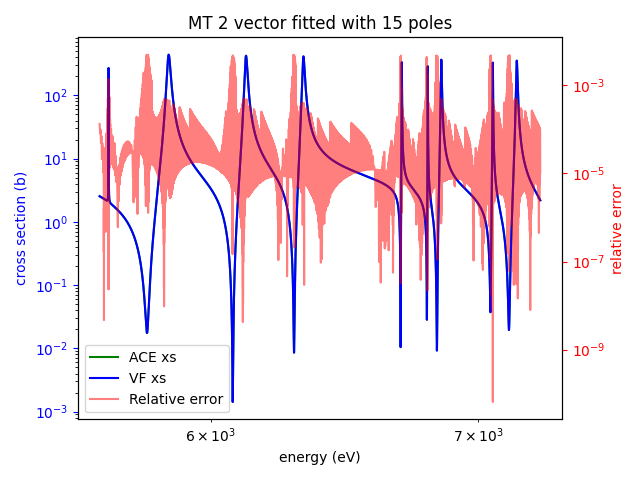 MT 2 vector fitted with 15 poles
cross section (b)
10²
10¹
10⁰
10⁻¹
10⁻²
10⁻³
10⁻³
10⁻⁵
10⁻⁷
10⁻⁹
relative error
ACE xs
VF xs
Relative error
6 × 10³
7 × 10³
energy (eV)